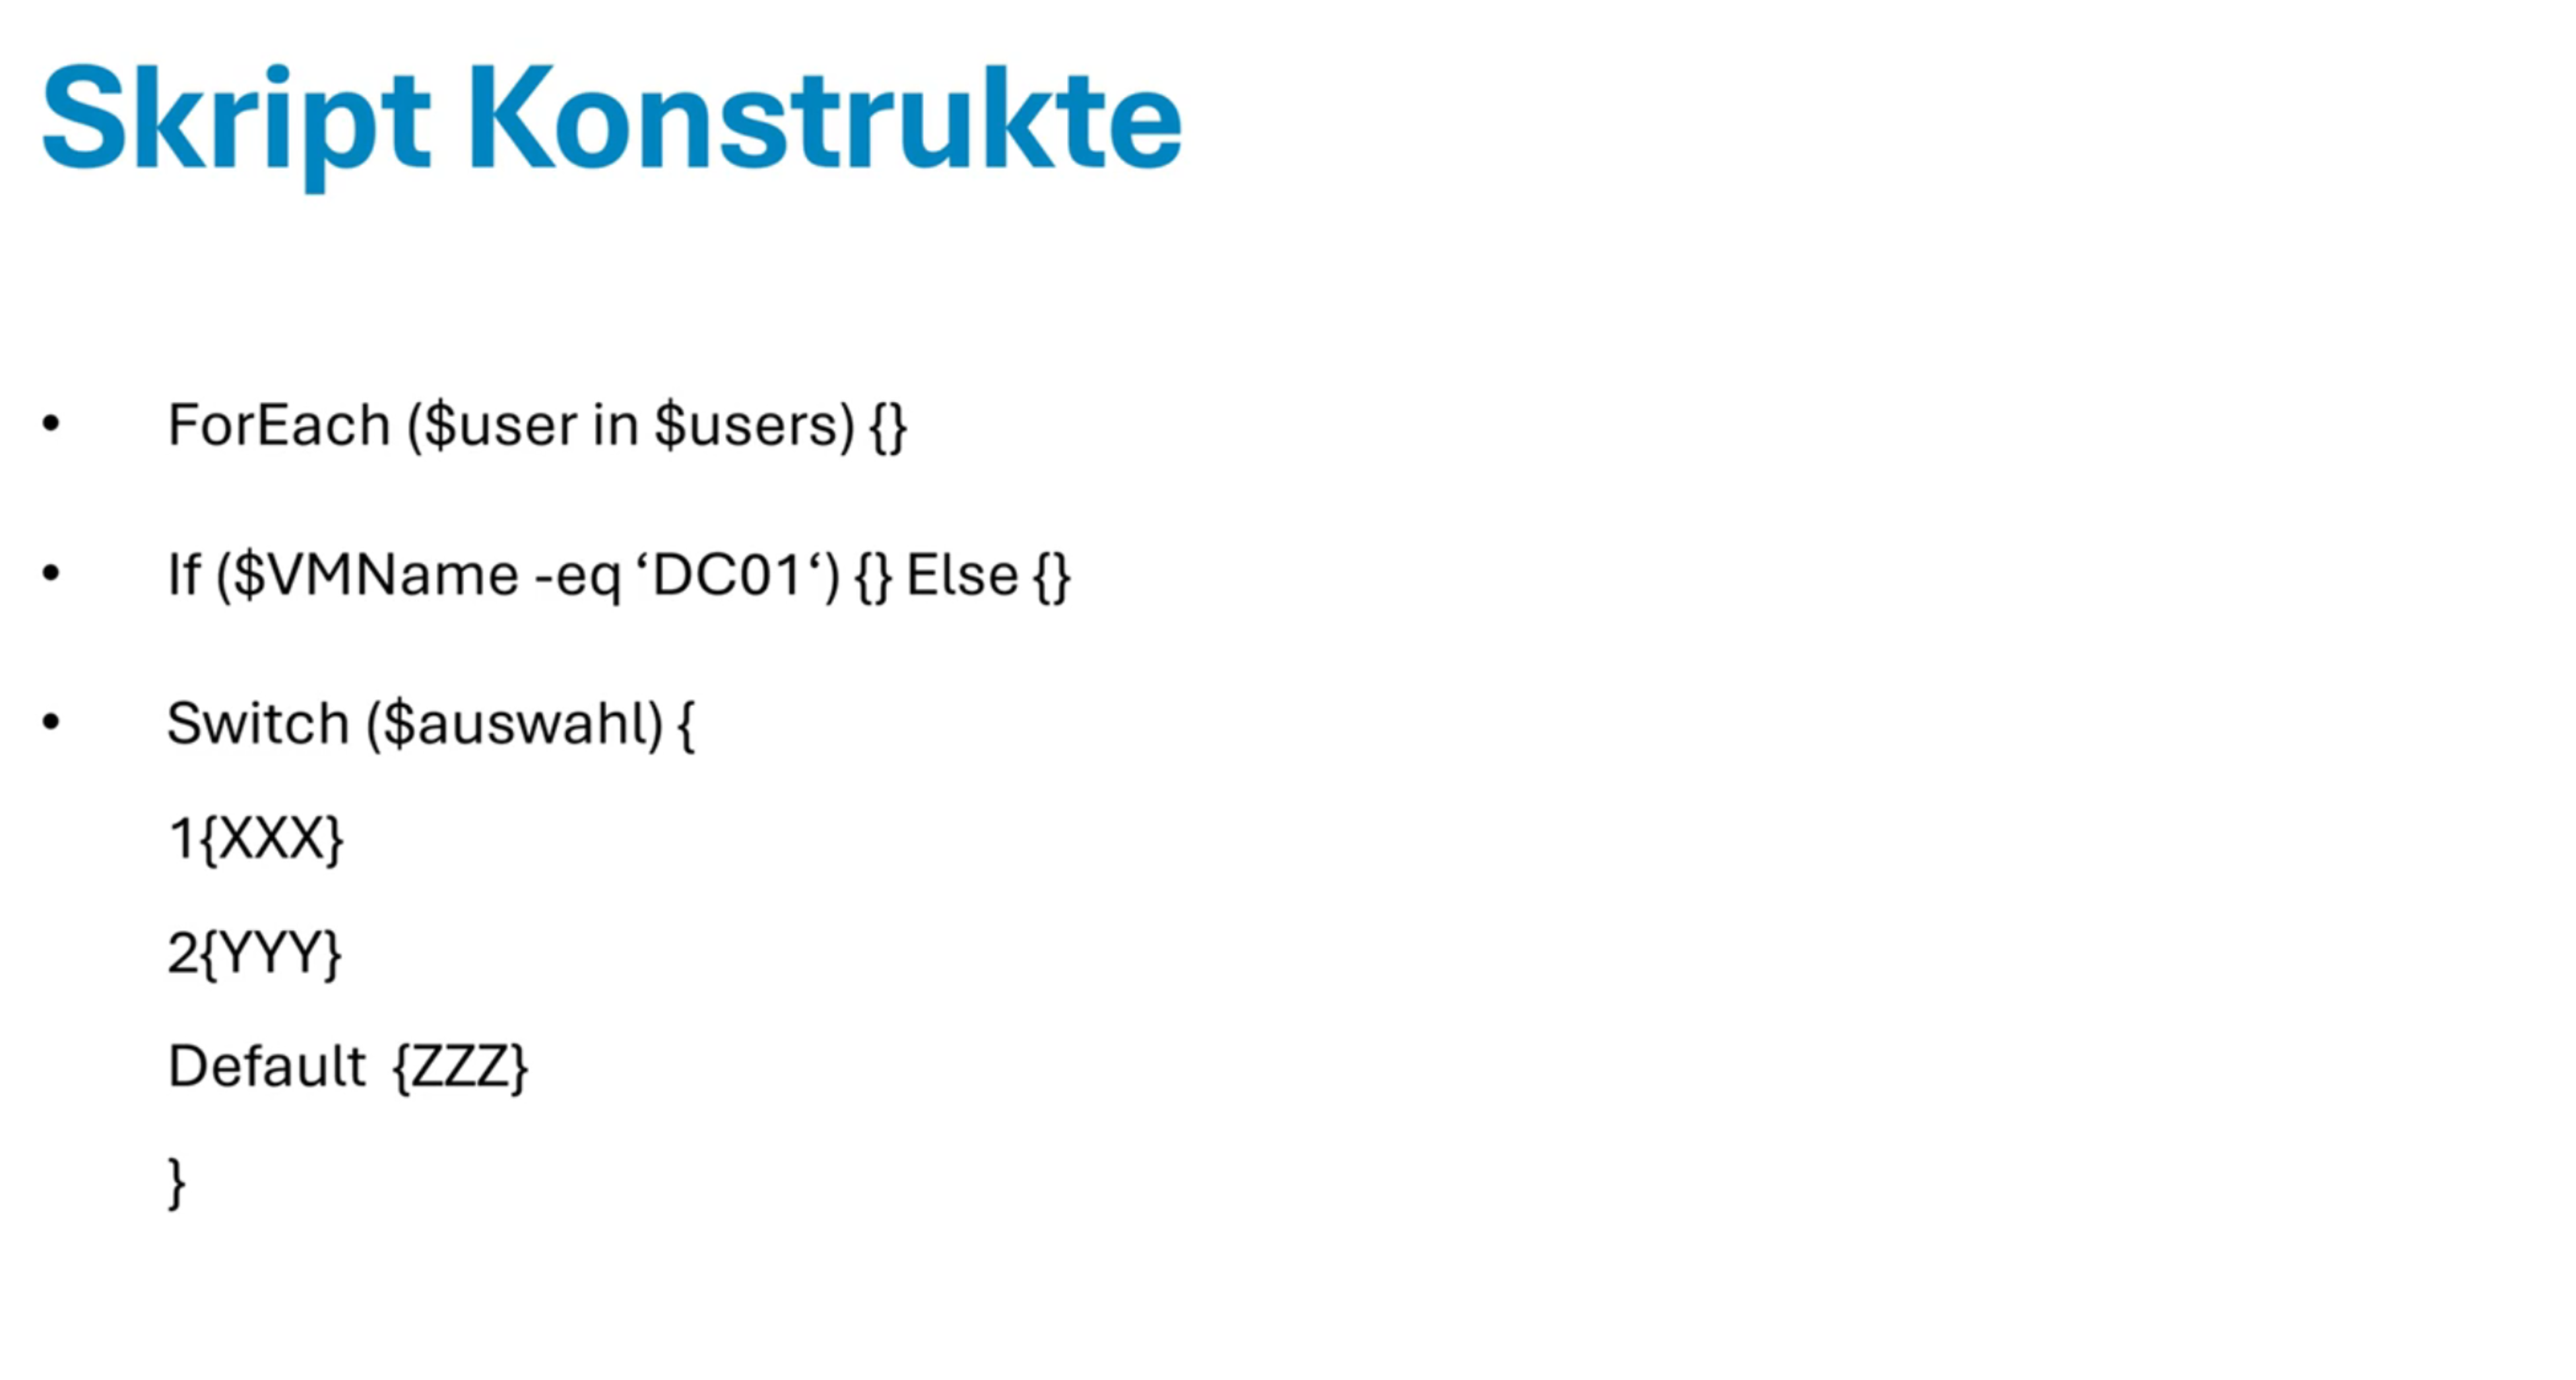 Skript Konstrukte
• ForEach ($user in $users) {}
• If ($VMName -eq ‘DC01‘) {} Else {}
• Switch ($auswahl) {
1{XXX}
2{YYY}
Default  {ZZZ}
}